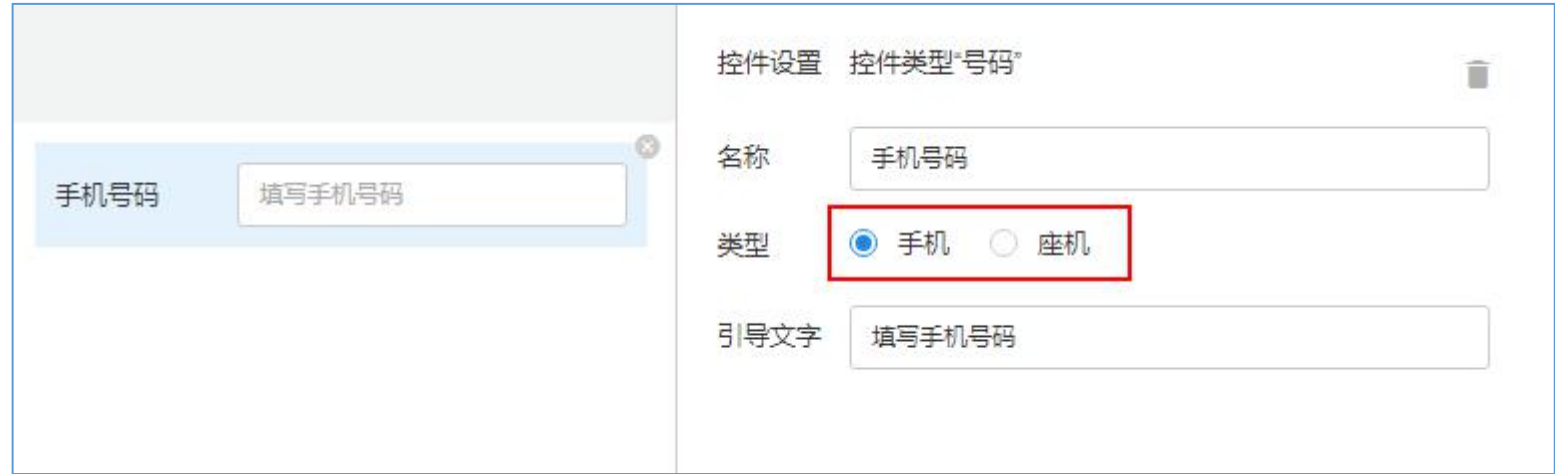 手机号码 填写手机号码
控件设置 控件类型“号码”
名称 手机号码
类型 手机 座机
引导文字 填写手机号码